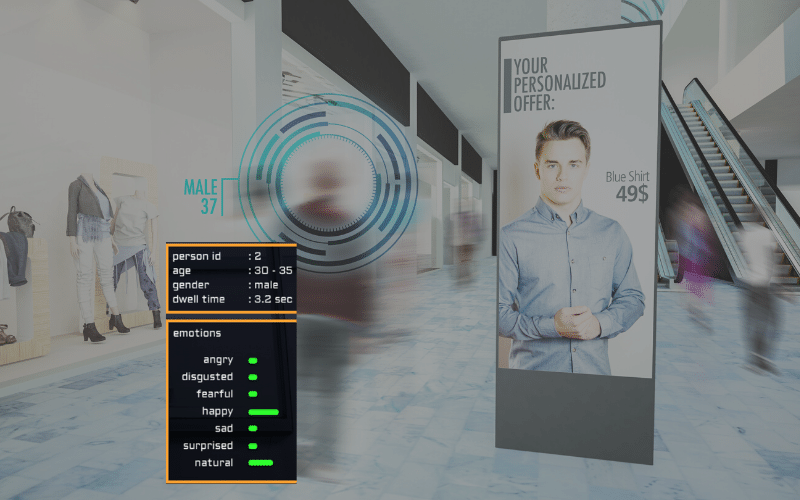 YOUR
PERSONALIZED
OFFER:
Blue Shirt
49$
MALE
37
person id : 2
age : 30 - 35
gender : male
dwell time : 3.2 sec
emotions
angry
disgusted
fearful
happy
sad
surprised
natural